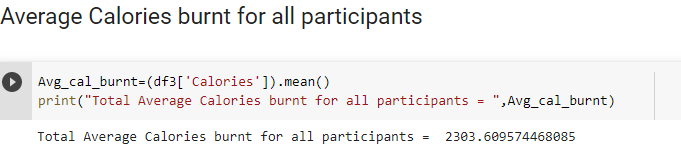 Average Calories burnt for all participants
Avg_cal_burnt=(df3['Calories']).mean()
print("Total Average Calories burnt for all participants = ",Avg_cal_burnt)
Total Average Calories burnt for all participants =  2303.609574468085